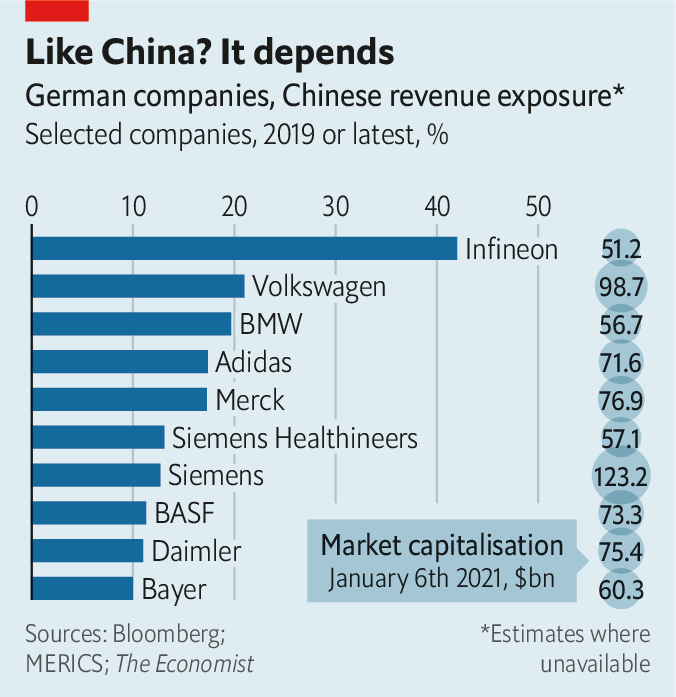 Like China? It depends
German companies, Chinese revenue exposure*
Selected companies, 2019 or latest, %
0 10 20 30 40 50
Infineon 51.2
Volkswagen 98.7
BMW 56.7
Adidas 71.6
Merck 76.9
Siemens Healthineers 57.1
Siemens 123.2
BASF 73.3
Daimler 75.4
Bayer 60.3
Market capitalisation
January 6th 2021, $bn
Sources: Bloomberg;
MERICS; The Economist
*Estimates where
unavailable